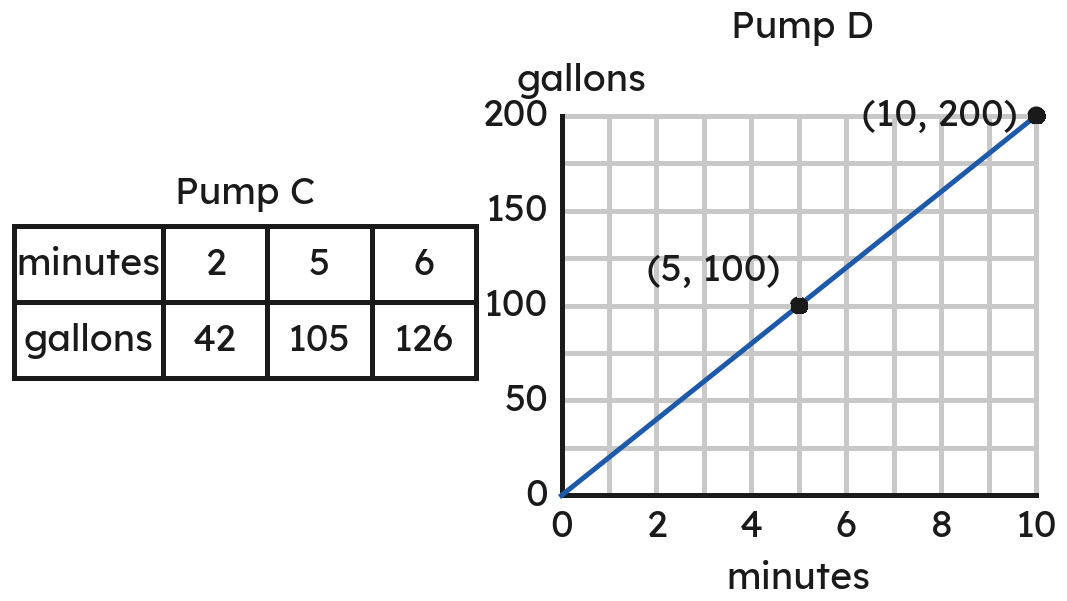 Pump C
minutes 2 5 6
gallons 42 105 126
Pump D
gallons
200
150
100
50
0
(10, 200)
(5, 100)
0 2 4 6 8 10
minutes